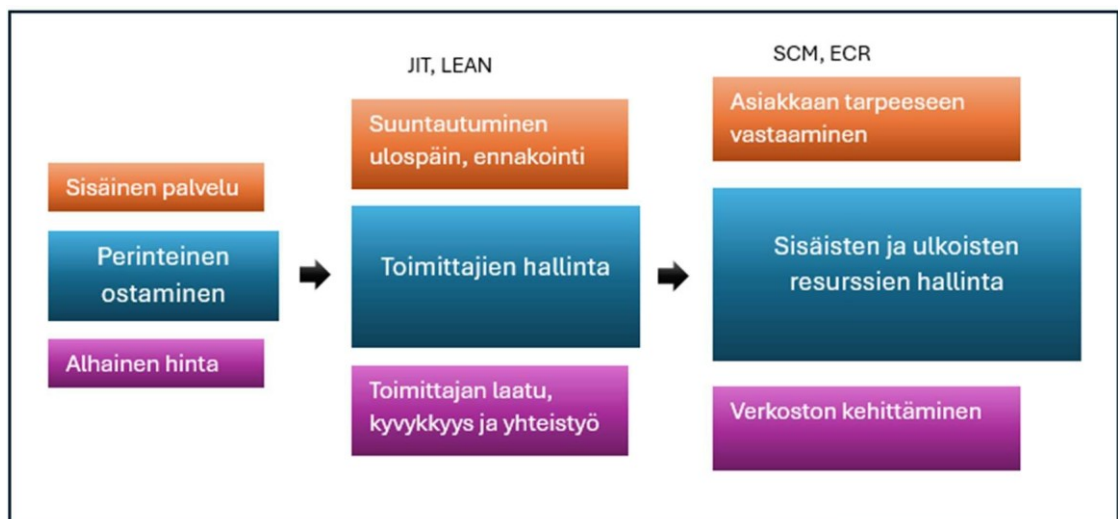 Sisäinen palvelu
Perinteinen
ostaminen
Alhainen hinta
JIT, LEAN
Suuntautuminen
ulospäin, ennakointi
Toimittajien hallinta
Toimittajan laatu,
kyvykkyys ja yhteistyö
SCM, ECR
Asiakkaan tarpeeseen
vastaaminen
Sisäisten ja ulkoisten
resurssien hallinta
Verkoston kehittäminen